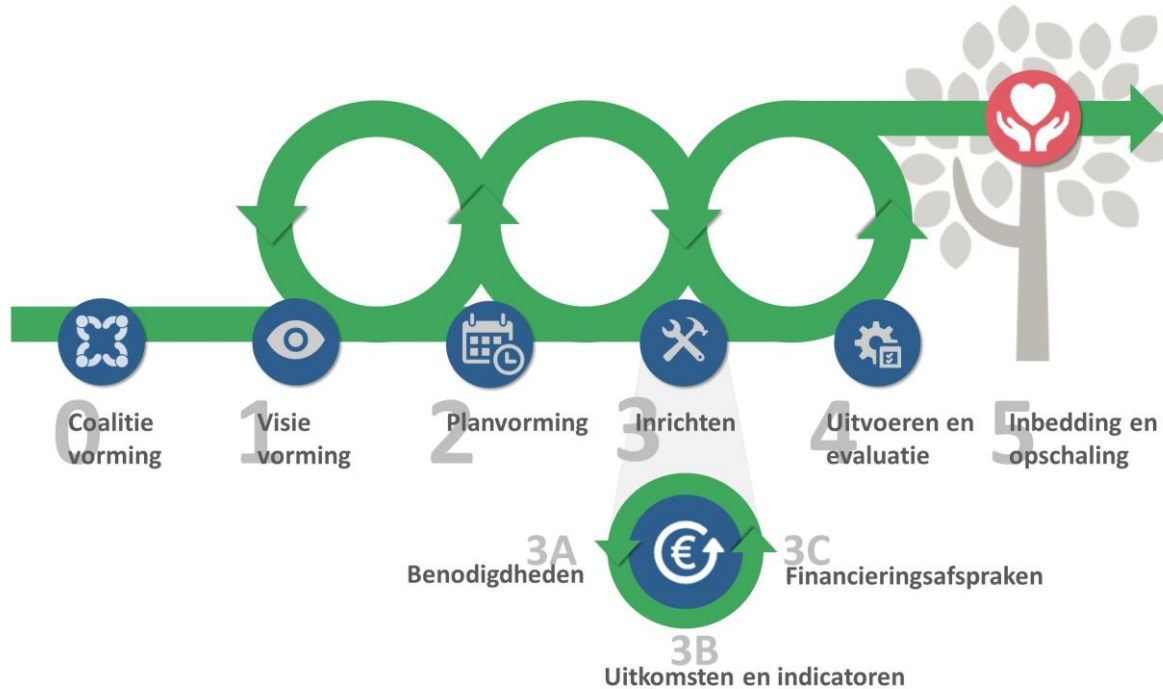 0
Coalitie
vorming
1
Visie
vorming
2
Planvorming
3
Inrichten
4
Uitvoeren en
evaluatie
5
Inbedding en
opschaling
3A
Benodigdheden
€
3C
Financieringsafspraken
3B
Uitkomsten en indicatoren